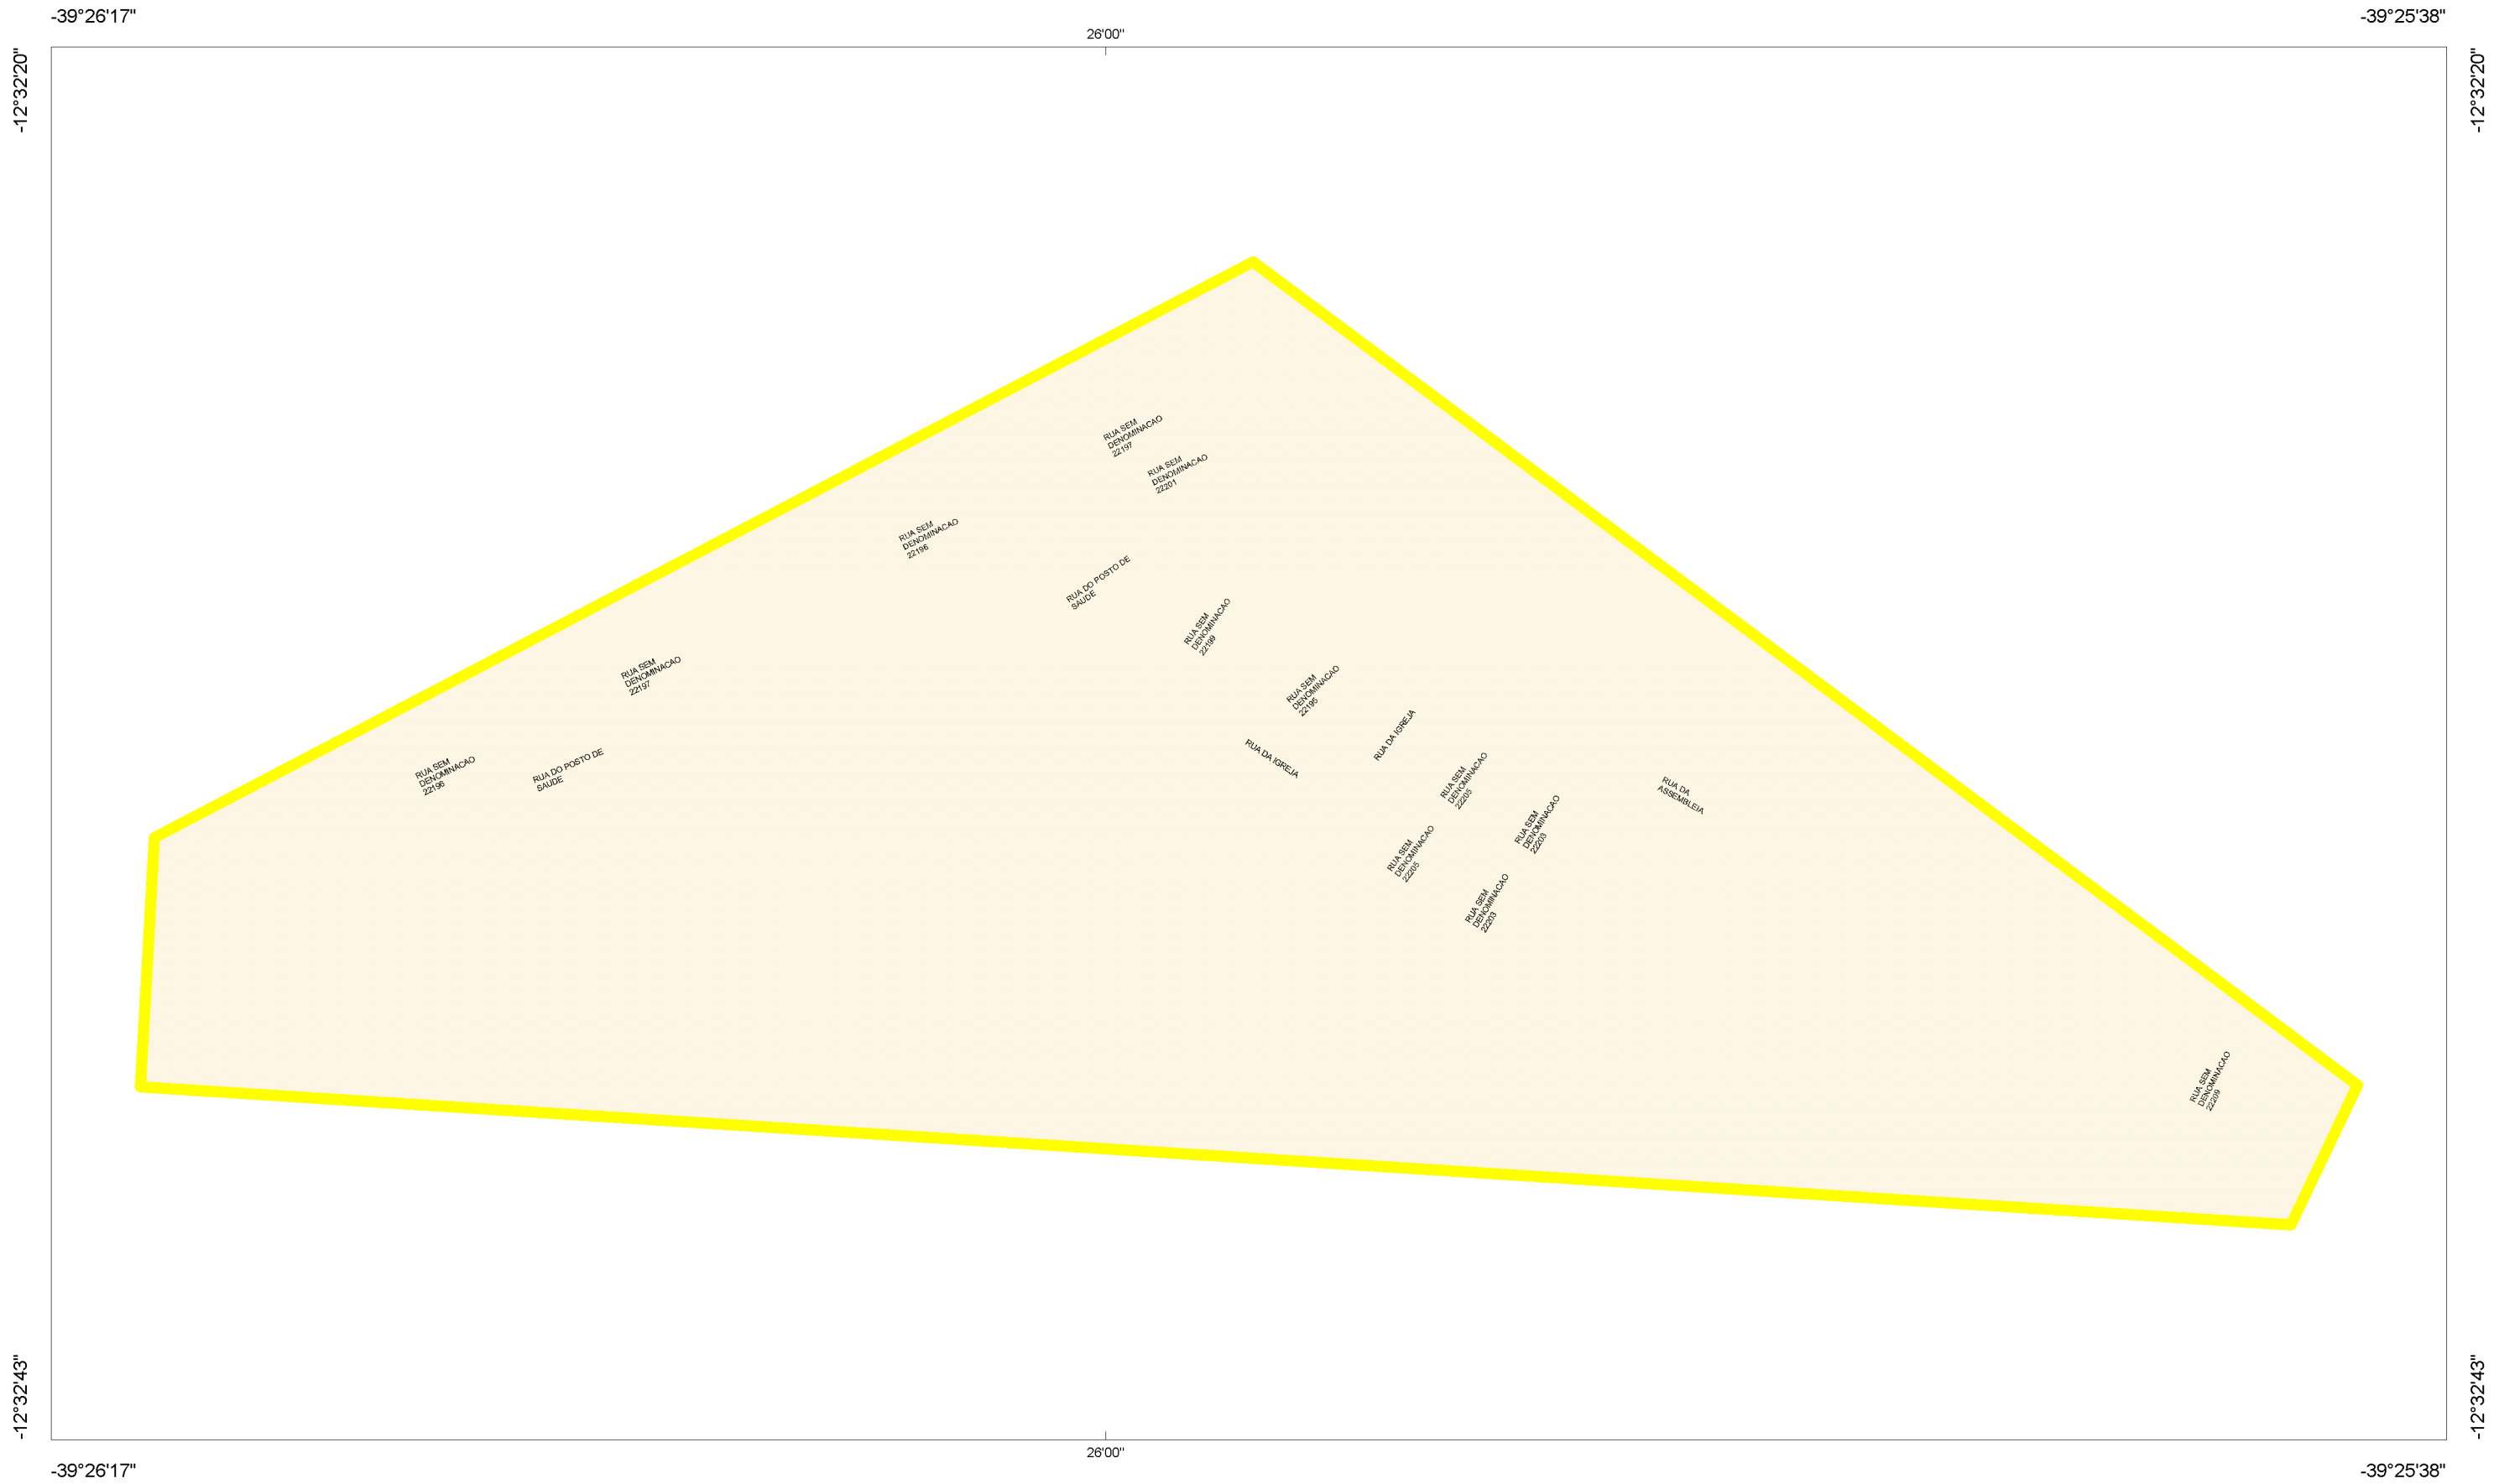 -39°26'17"
-39°25'38"
26'00"
-12°32'20"
-12°32'20"
RUA SEM
DENOMINACAO
22197
RUA SEM
DENOMINACAO
22201
RUA SEM
DENOMINACAO
22196
RUA DO POSTO DE
SAUDE
RUA SEM
DENOMINACAO
22199
RUA SEM
DENOMINACAO
22197
RUA SEM
DENOMINACAO
22195
RUA DA IGREJA
RUA DA IGREJA
RUA SEM
DENOMINACAO
22196
RUA DO POSTO DE
SAUDE
RUA SEM
DENOMINACAO
22205
RUA DA
ASSEMBLEIA
RUA SEM
DENOMINACAO
22203
RUA SEM
DENOMINACAO
22205
RUA SEM
DENOMINACAO
22203
RUA SEM
DENOMINACAO
22209
-12°32'43"
-12°32'43"
26'00"
-39°26'17"
-39°25'38"